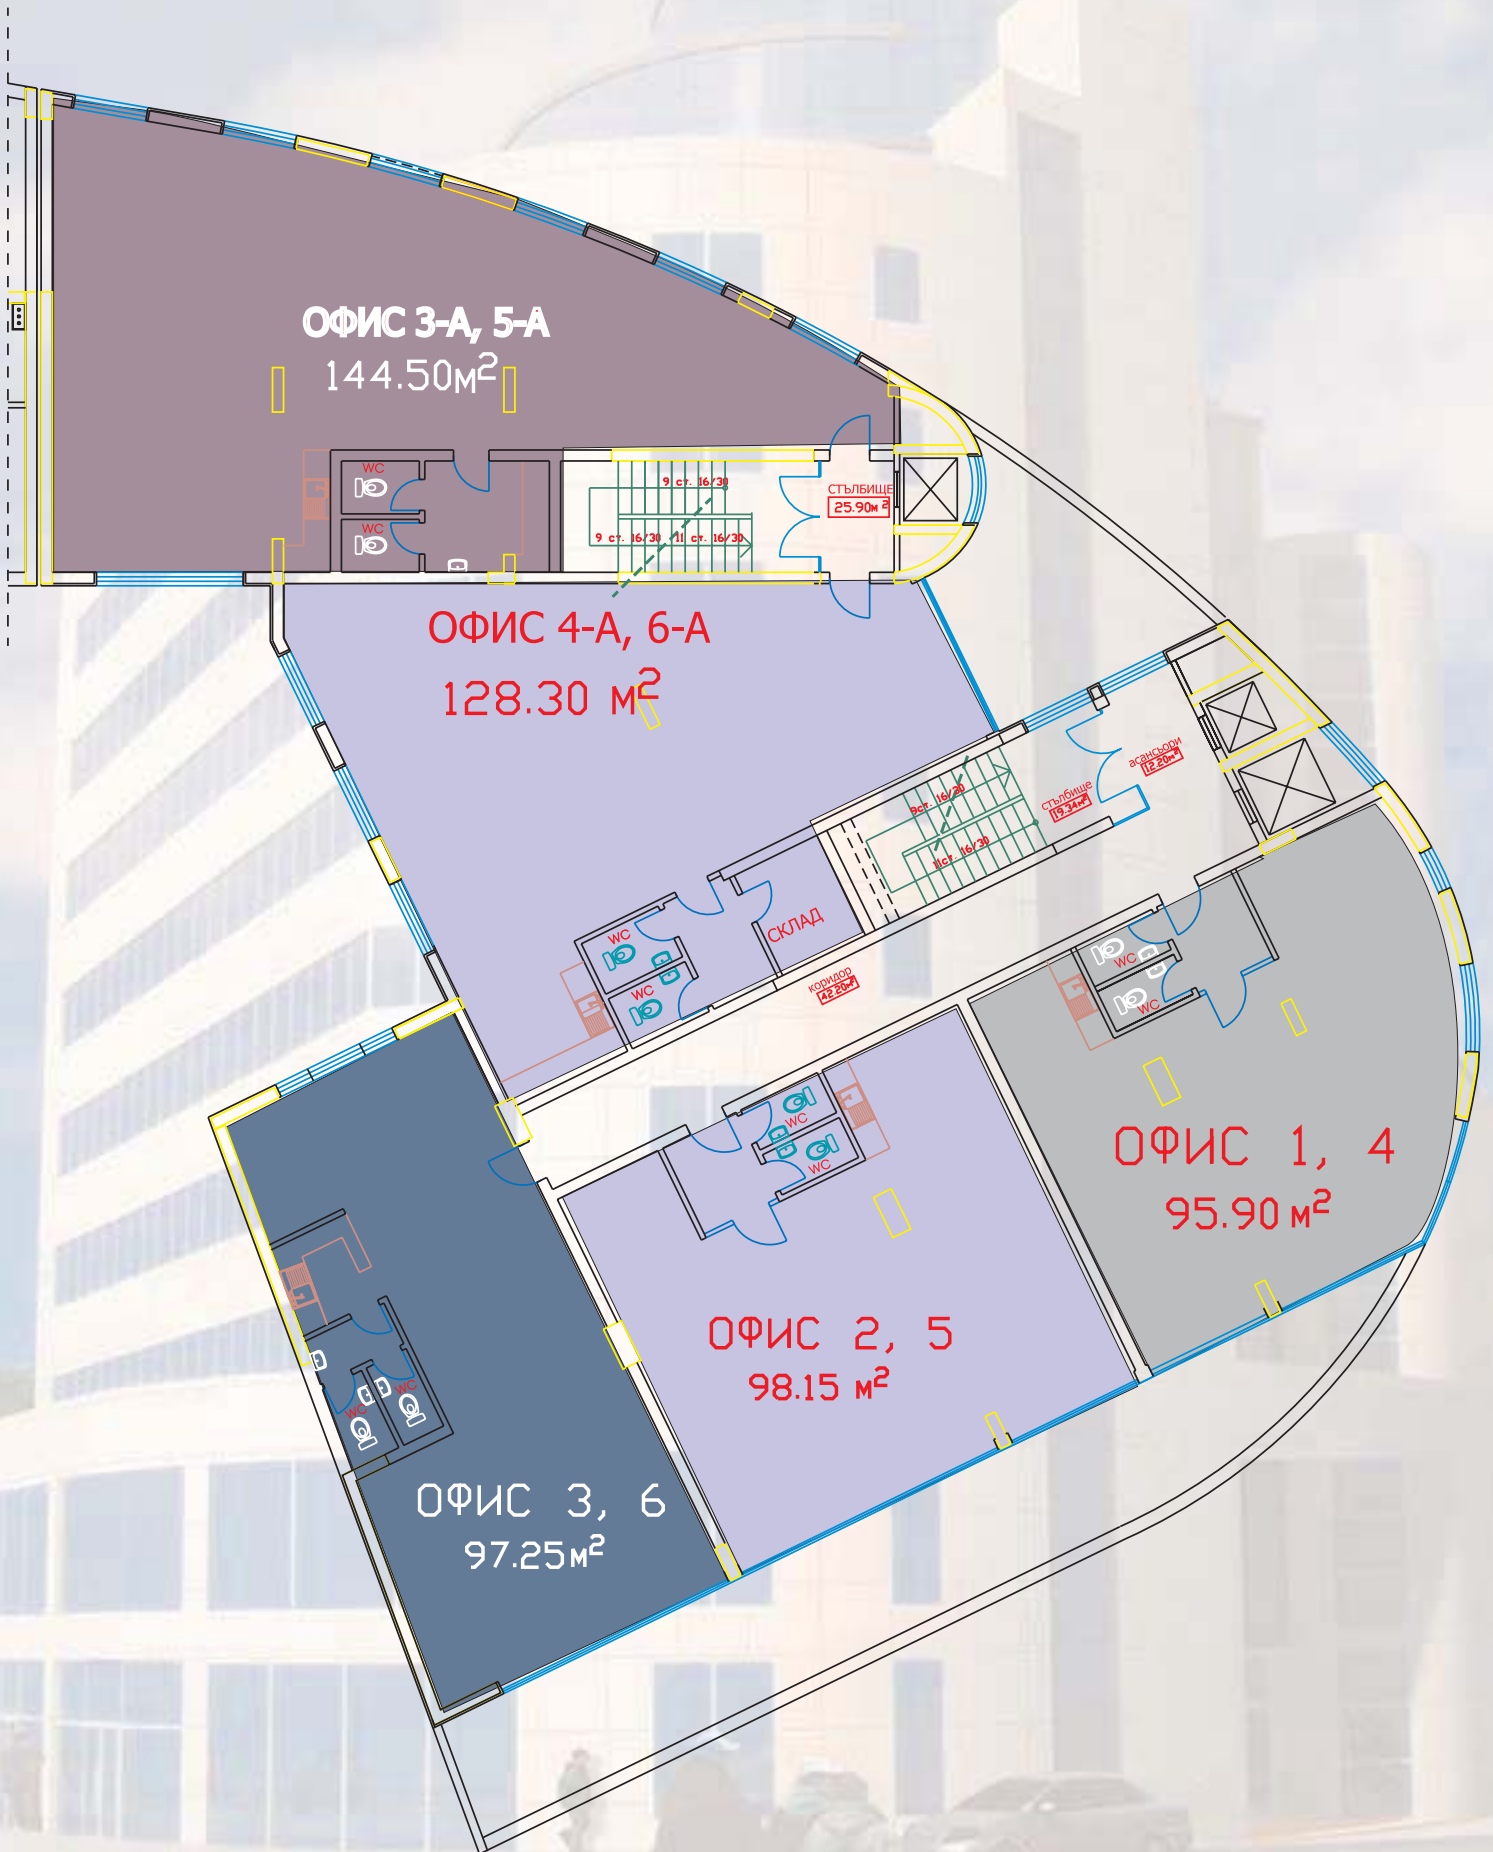 ОФИС 3-А, 5-А
144.50м²
WC
WC
9 ст. 16/30
9 ст. 16/30
11 ст. 16/30
СТЪЛБИЩЕ
25.90м²
ОФИС 4-А, 6-А
128.30 м²
асансьори
12.20м²
стълбище
19.34м²
9ст. 16/30
11ст. 16/30
СКЛАД
WC
WC
коридор
42.20м²
WC
WC
ОФИС 1, 4
95.90 м²
WC
WC
ОФИС 2, 5
98.15 м²
WC
WC
ОФИС 3, 6
97.25м²